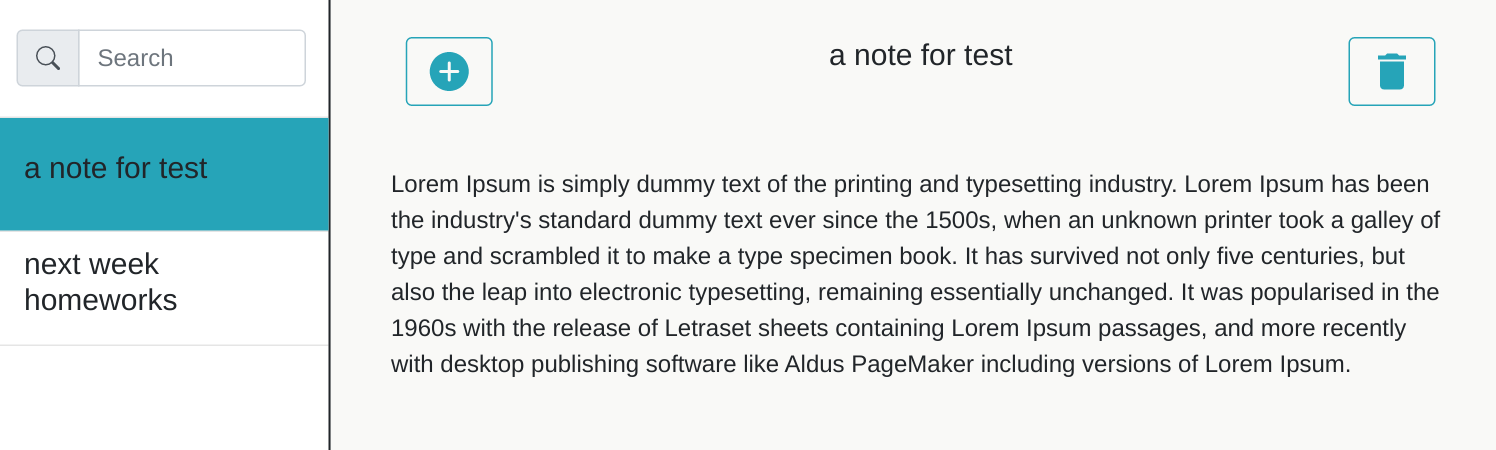 Search
a note for test
next week
homeworks
a note for test
Lorem Ipsum is simply dummy text of the printing and typesetting industry. Lorem Ipsum has been
the industry's standard dummy text ever since the 1500s, when an unknown printer took a galley of
type and scrambled it to make a type specimen book. It has survived not only five centuries, but
also the leap into electronic typesetting, remaining essentially unchanged. It was popularised in the
1960s with the release of Letraset sheets containing Lorem Ipsum passages, and more recently
with desktop publishing software like Aldus PageMaker including versions of Lorem Ipsum.